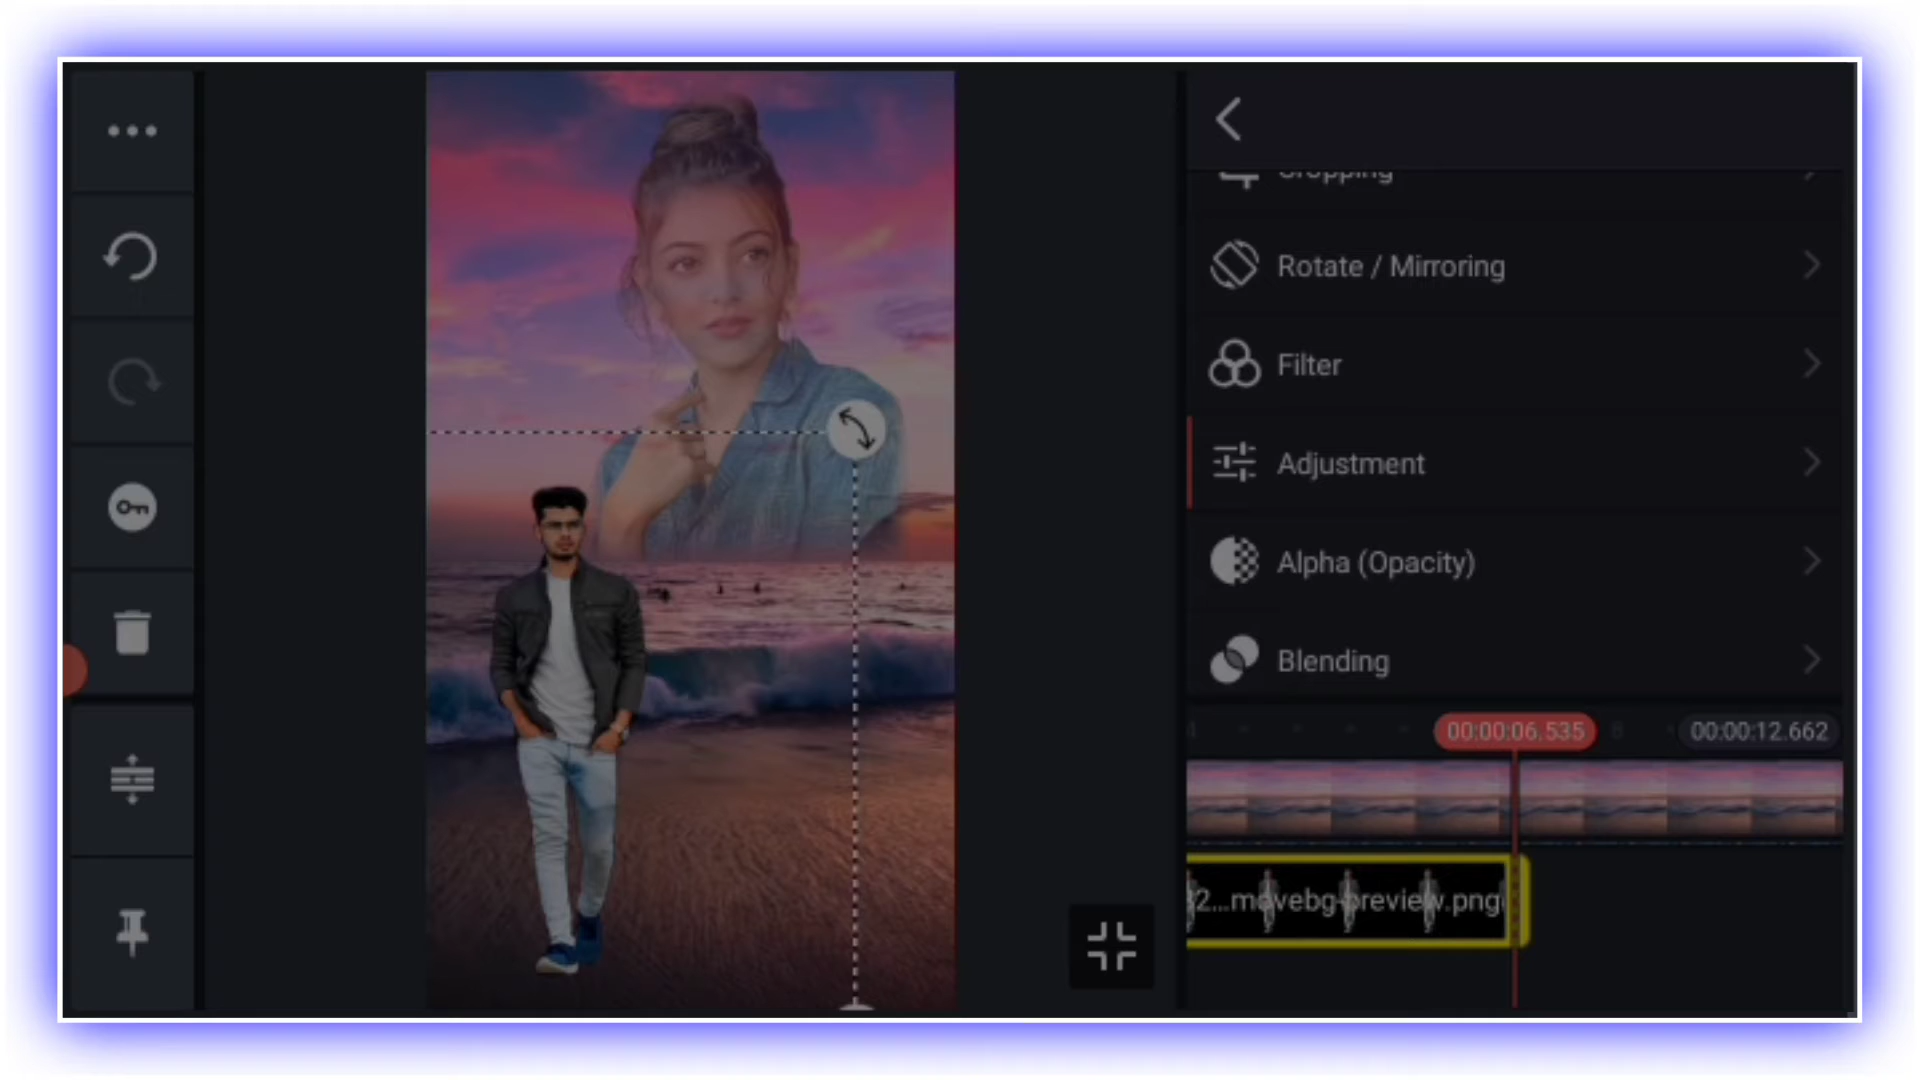 Cropping
Rotate / Mirroring
Filter
Adjustment
Alpha (Opacity)
Blending
00:00:06.535
00:00:12.662
32...movebg-preview.png